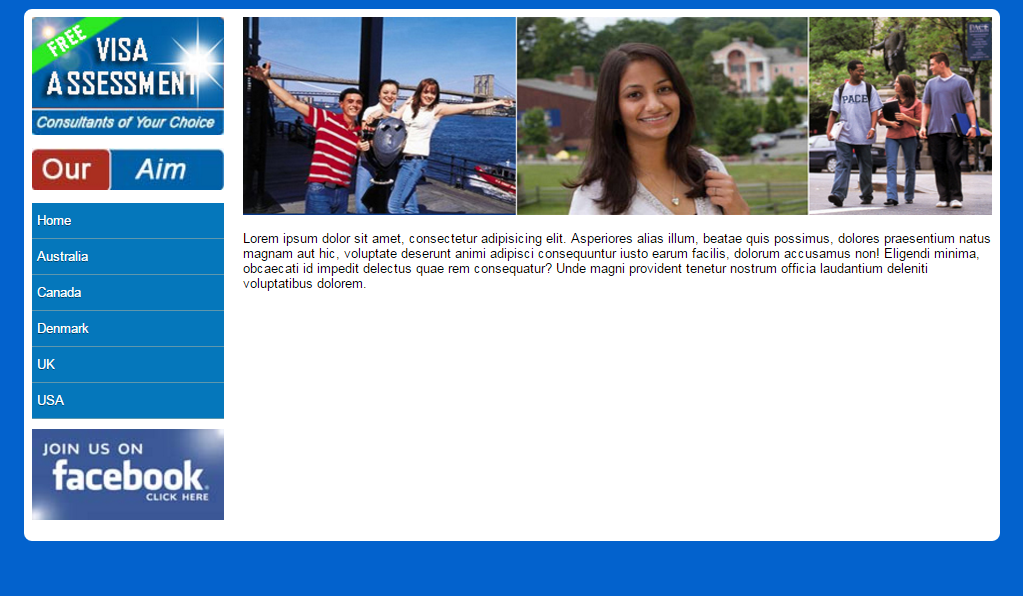 FREE
VISA
ASSESSMENT
Consultants of Your Choice
Our Aim
Home
Australia
Canada
Denmark
UK
USA
JOIN US ON
facebook.
CLICK HERE
PACE
PACE
Lorem ipsum dolor sit amet, consectetur adipisicing elit. Asperiores alias illum, beatae quis possimus, dolores praesentium natus
magnam aut hic, voluptate deserunt animi adipisci consequuntur iusto earum facilis, dolorum accusamus non! Eligendi minima,
obcaecati id impedit delectus quae rem consequatur? Unde magni provident tenetur nostrum officia laudantium deleniti
voluptatibus dolorem.